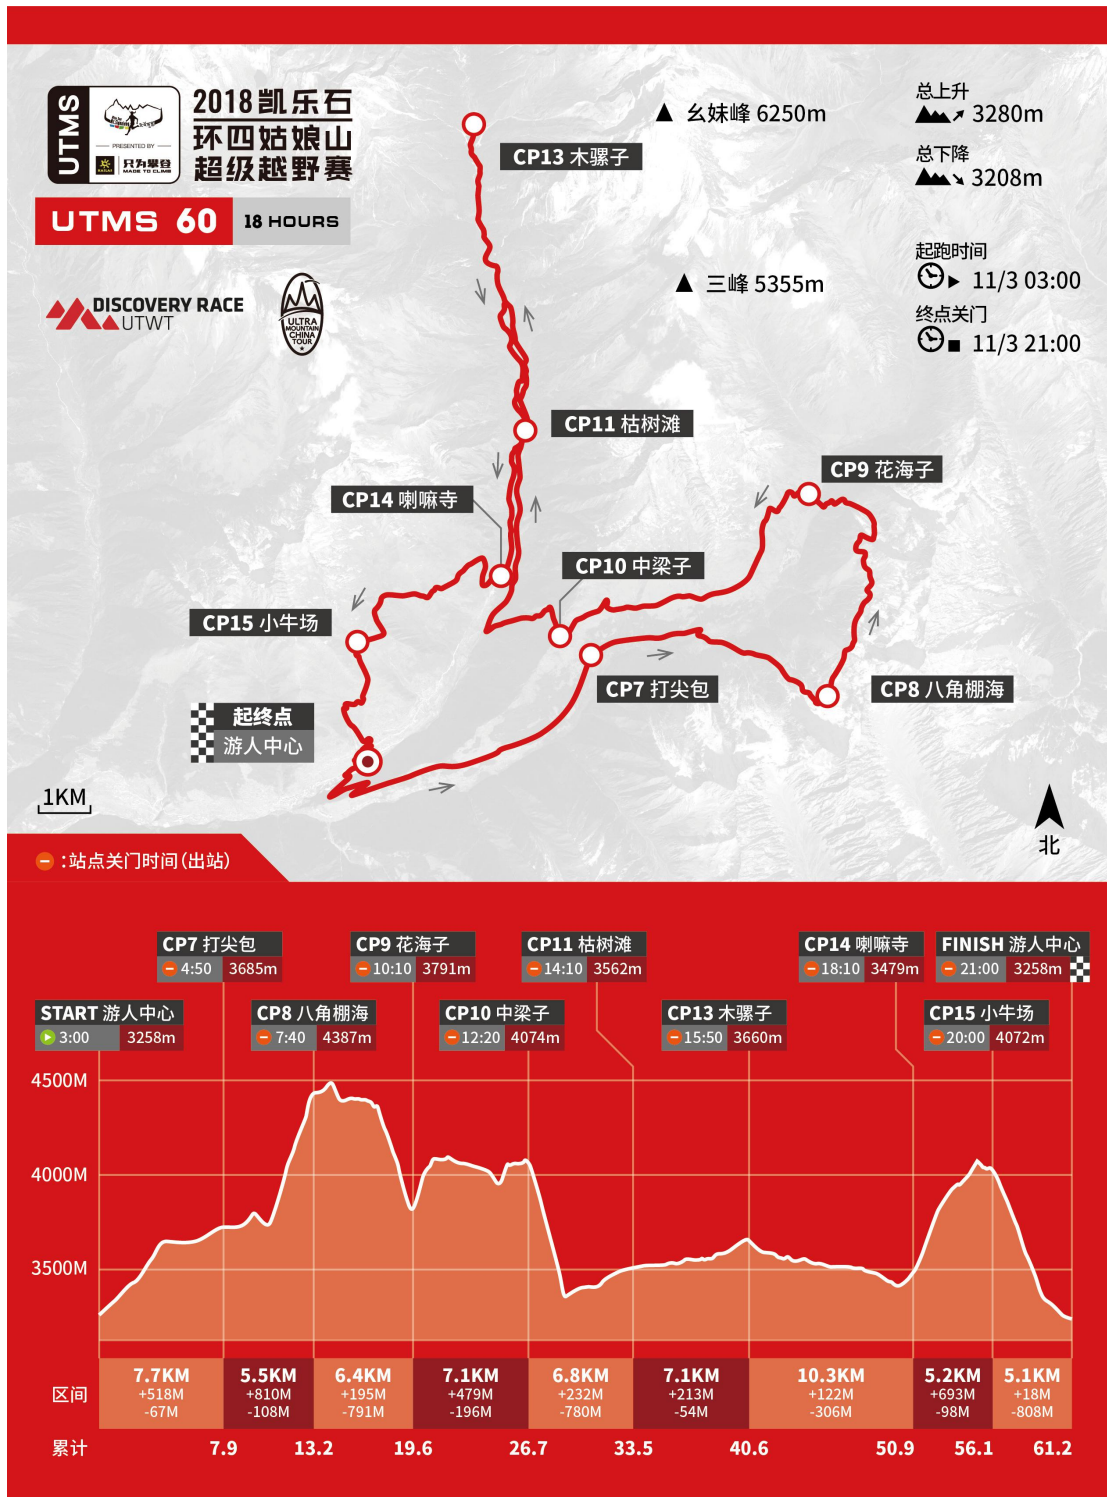 UTMS
PRESENTED BY
KAILAS
只为攀登
MADE TO CLIMB
2018凯乐石
环四姑娘山
超级越野赛
UTMS 60
18 HOURS
DISCOVERY RACE
UTWT
ULTRA
MOUNTAIN
CHINA
TOUR
幺妹峰 6250m
三峰 5355m
总上升
3280m
总下降
3208m
起跑时间
11/3 03:00
终点关门
11/3 21:00
CP13 木骡子
CP11 枯树滩
CP9 花海子
CP14 喇嘛寺
CP10 中梁子
CP15 小牛场
CP7 打尖包
CP8 八角棚海
起终点
游人中心
1KM
北
:站点关门时间(出站)
CP7 打尖包
4:50 3685m
CP9 花海子
10:10 3791m
CP11 枯树滩
14:10 3562m
CP14 喇嘛寺
18:10 3479m
FINISH 游人中心
21:00 3258m
START 游人中心
3:00 3258m
CP8 八角棚海
7:40 4387m
CP10 中梁子
12:20 4074m
CP13 木骡子
15:50 3660m
CP15 小牛场
20:00 4072m
4500M
4000M
3500M
区间
7.7KM
+518M
-67M
5.5KM
+810M
-108M
6.4KM
+195M
-791M
7.1KM
+479M
-196M
6.8KM
+232M
-780M
7.1KM
+213M
-54M
10.3KM
+122M
-306M
5.2KM
+693M
-98M
5.1KM
+18M
-808M
累计 7.9 13.2 19.6 26.7 33.5 40.6 50.9 56.1 61.2